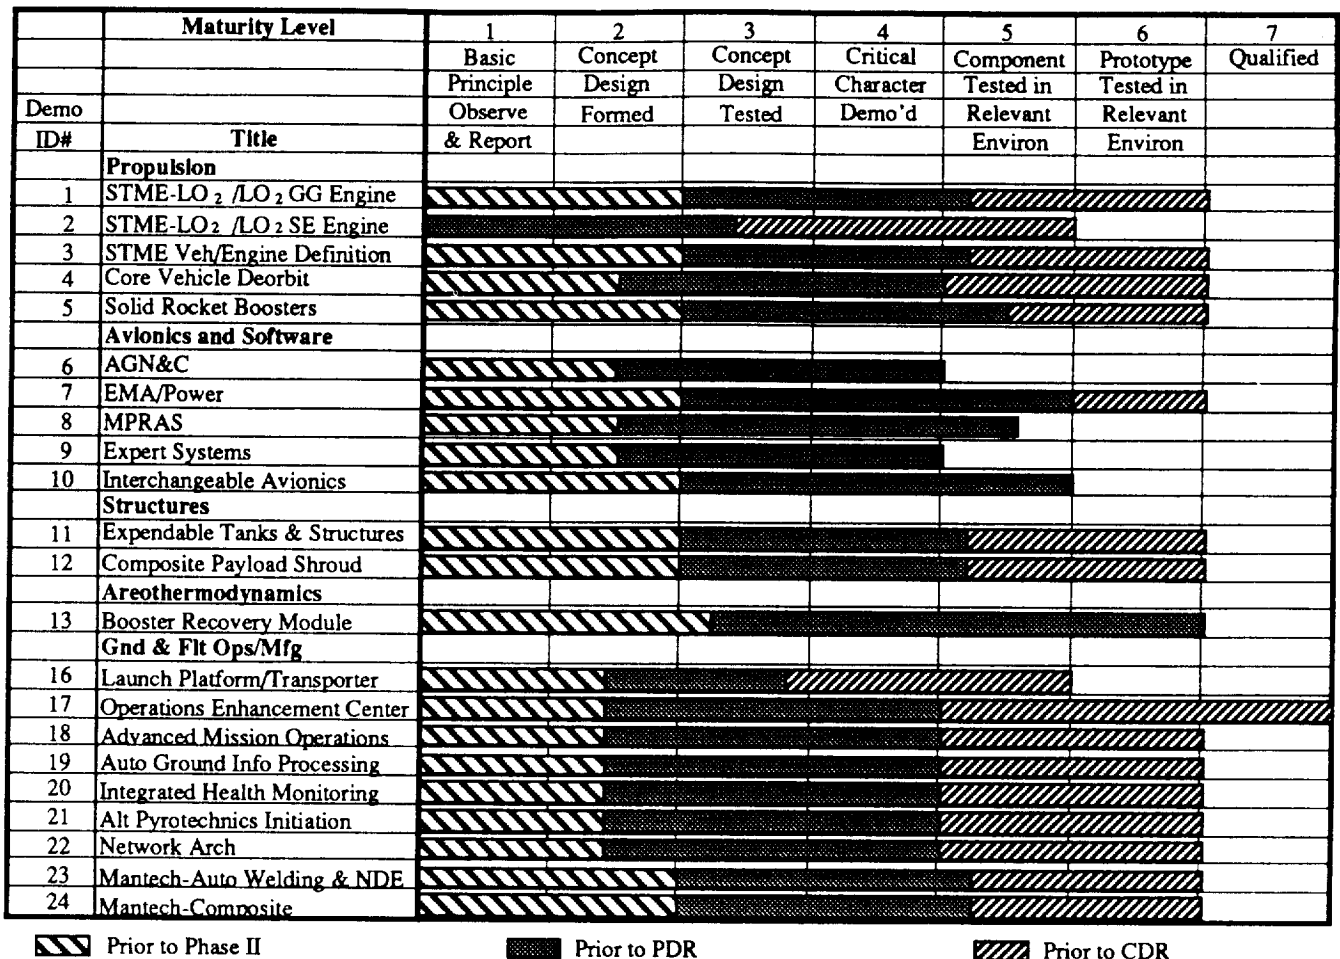 Maturity Level 1 2 3 4 5 6 7
Basic Concept Concept Critical Component Prototype Qualified
Principle Design Design Character Tested in Tested in
Demo Observe Formed Tested Demo'd Relevant Relevant
ID# Title & Report Environ Environ
Propulsion
1 STME-LO2 /LO2 GG Engine
2 STME-LO2 /LO2 SE Engine
3 STME Veh/Engine Definition
4 Core Vehicle Deorbit
5 Solid Rocket Boosters
Avionics and Software
6 AGN&C
7 EMA/Power
8 MPRAS
9 Expert Systems
10 Interchangeable Avionics
Structures
11 Expendable Tanks & Structures
12 Composite Payload Shroud
Areothermodynamics
13 Booster Recovery Module
Gnd & Flt Ops/Mfg
16 Launch Platform/Transporter
17 Operations Enhancement Center
18 Advanced Mission Operations
19 Auto Ground Info Processing
20 Integrated Health Monitoring
21 Alt Pyrotechnics Initiation
22 Network Arch
23 Mantech-Auto Welding & NDE
24 Mantech-Composite
Prior to Phase II Prior to PDR Prior to CDR